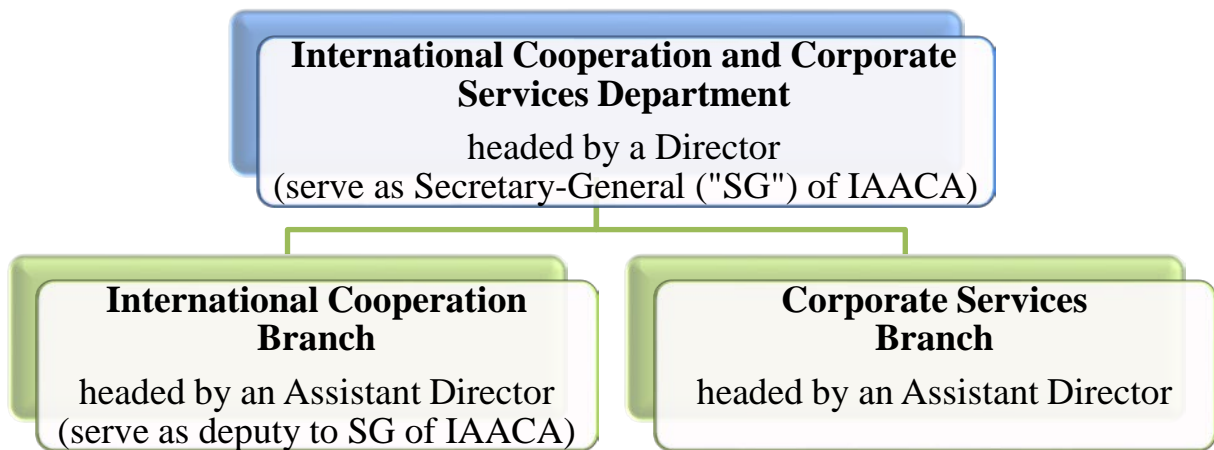 International Cooperation and Corporate
Services Department
headed by a Director
(serve as Secretary-General ("SG") of IAACA)
International Cooperation
Branch
headed by an Assistant Director
(serve as deputy to SG of IAACA)
Corporate Services
Branch
headed by an Assistant Director